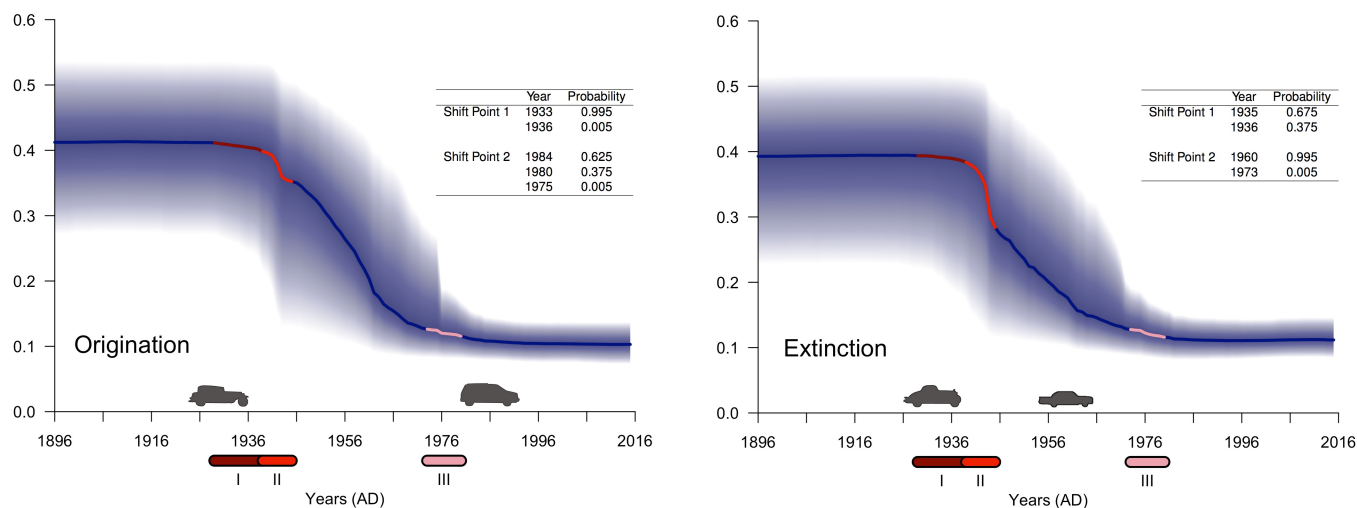 0.6
0.5
0.4
0.3
0.2
0.1
0.0
Year Probability
Shift Point 1 1933 0.995
1936 0.005
Shift Point 2 1984 0.625
1980 0.375
1975 0.005
Origination
1896 1916 1936 1956 1976 1996 2016
I II III
Years (AD)
0.6
0.5
0.4
0.3
0.2
0.1
0.0
Year Probability
Shift Point 1 1935 0.675
1936 0.375
Shift Point 2 1960 0.995
1973 0.005
Extinction
1896 1916 1936 1956 1976 1996 2016
I II III
Years (AD)